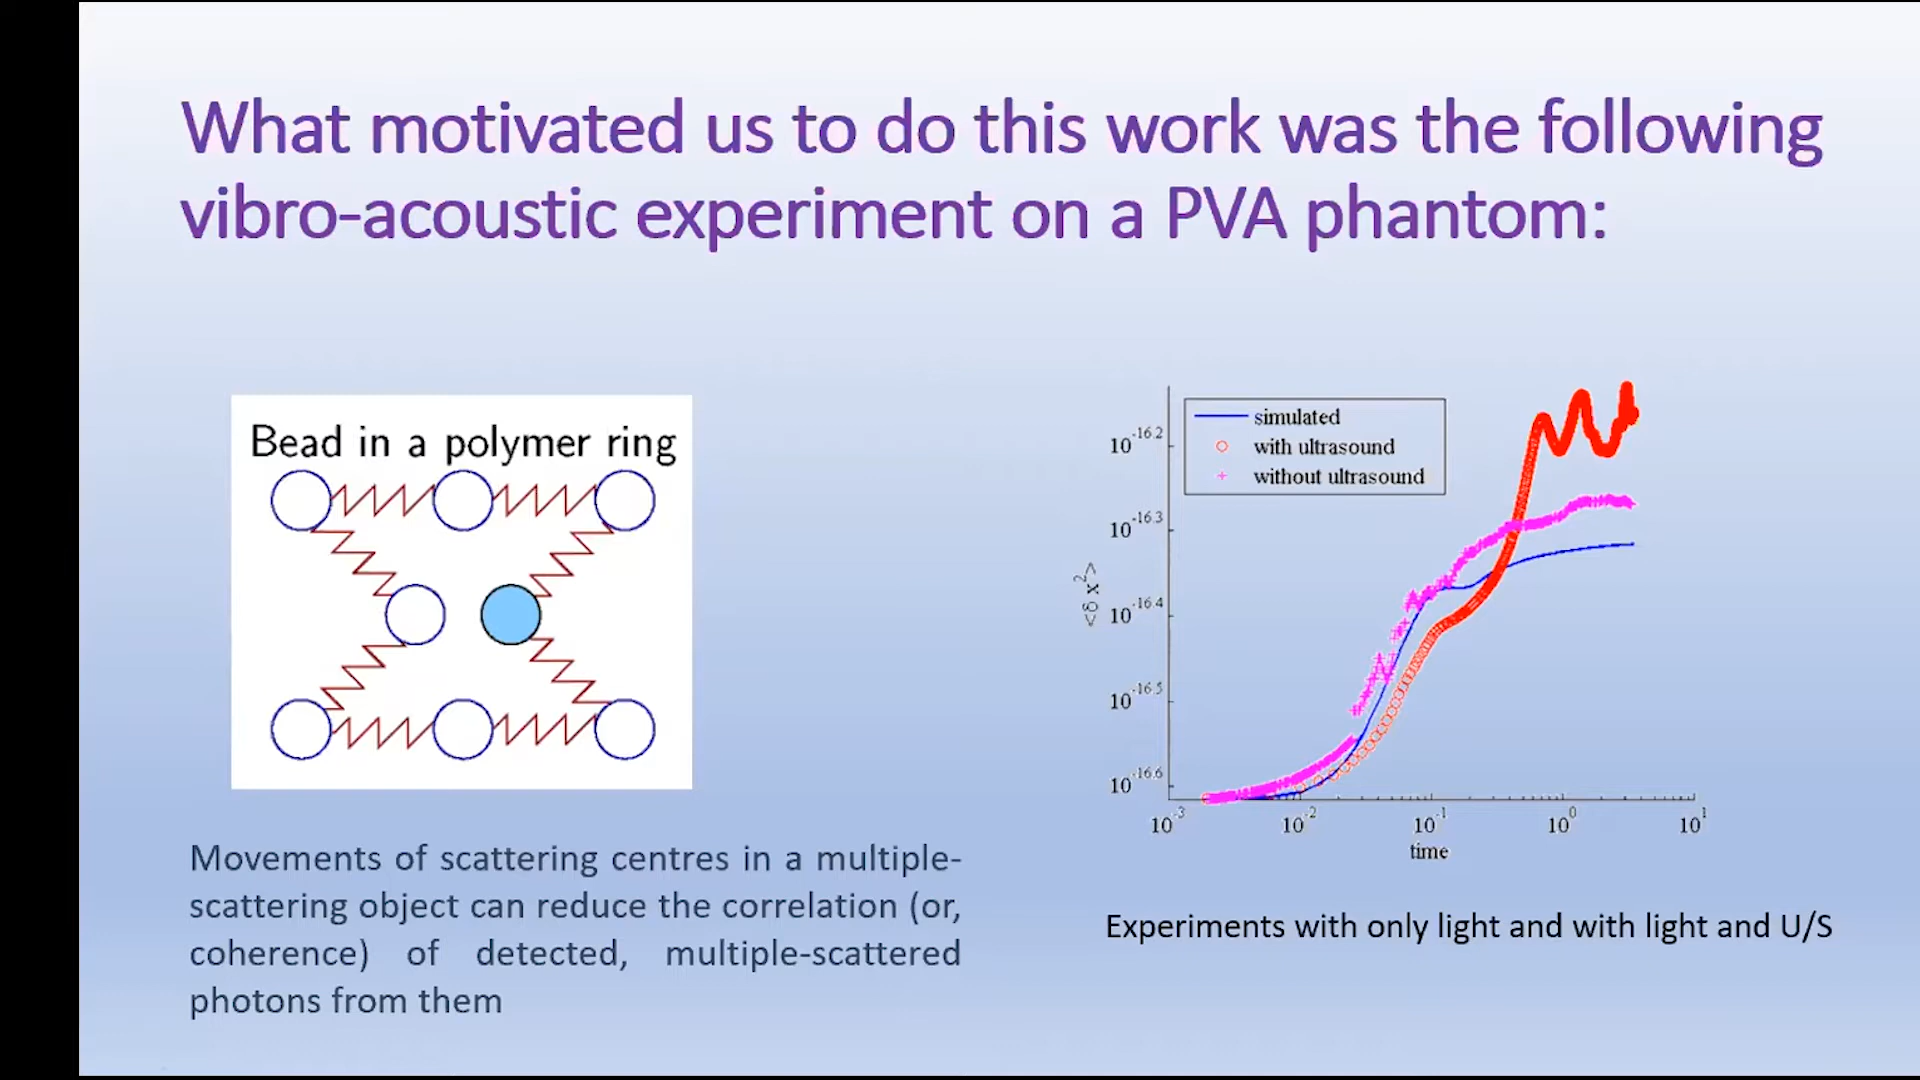 What motivated us to do this work was the following
vibro-acoustic experiment on a PVA phantom:
Bead in a polymer ring
Movements of scattering centres in a multiple-
scattering object can reduce the correlation (or,
coherence) of detected, multiple-scattered
photons from them
simulated
with ultrasound
without ultrasound
10^-16.2
10^-16.3
10^-16.4
10^-16.5
10^-16.6
<δ x^2>
10^-3 10^-2 10^-1 10^0 10^1
time
Experiments with only light and with light and U/S